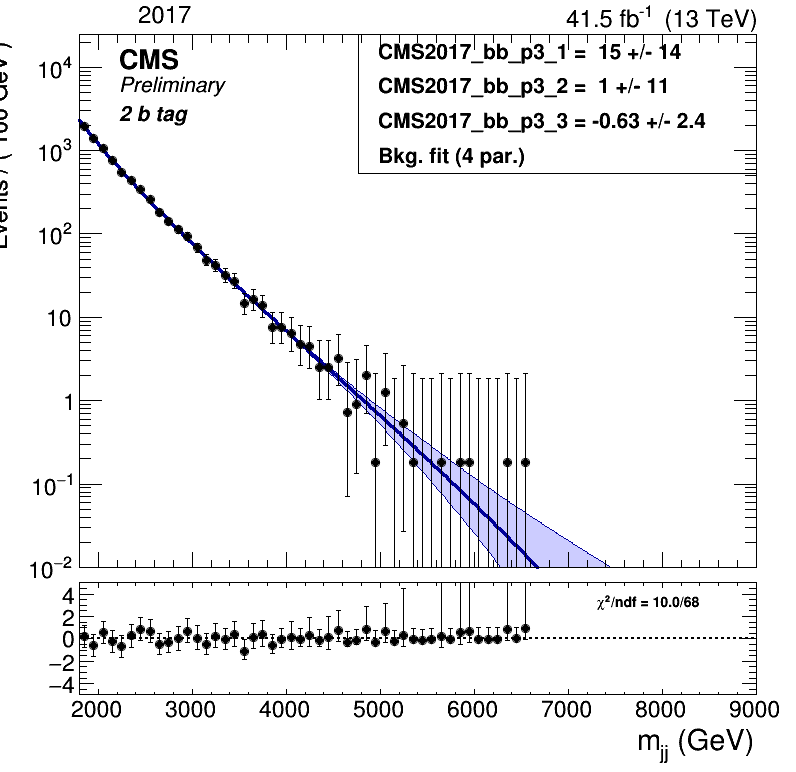 2017
41.5 fb⁻¹ (13 TeV)
CMS
Preliminary
2 b tag
CMS2017_bb_p3_1 = 15 +/- 14
CMS2017_bb_p3_2 = 1 +/- 11
CMS2017_bb_p3_3 = -0.63 +/- 2.4
Bkg. fit (4 par.)
10⁴
10³
10²
10
1
10⁻¹
10⁻²
χ²/ndf = 10.0/68
4
2
0
−2
−4
2000 3000 4000 5000 6000 7000 8000 9000
m_jj (GeV)